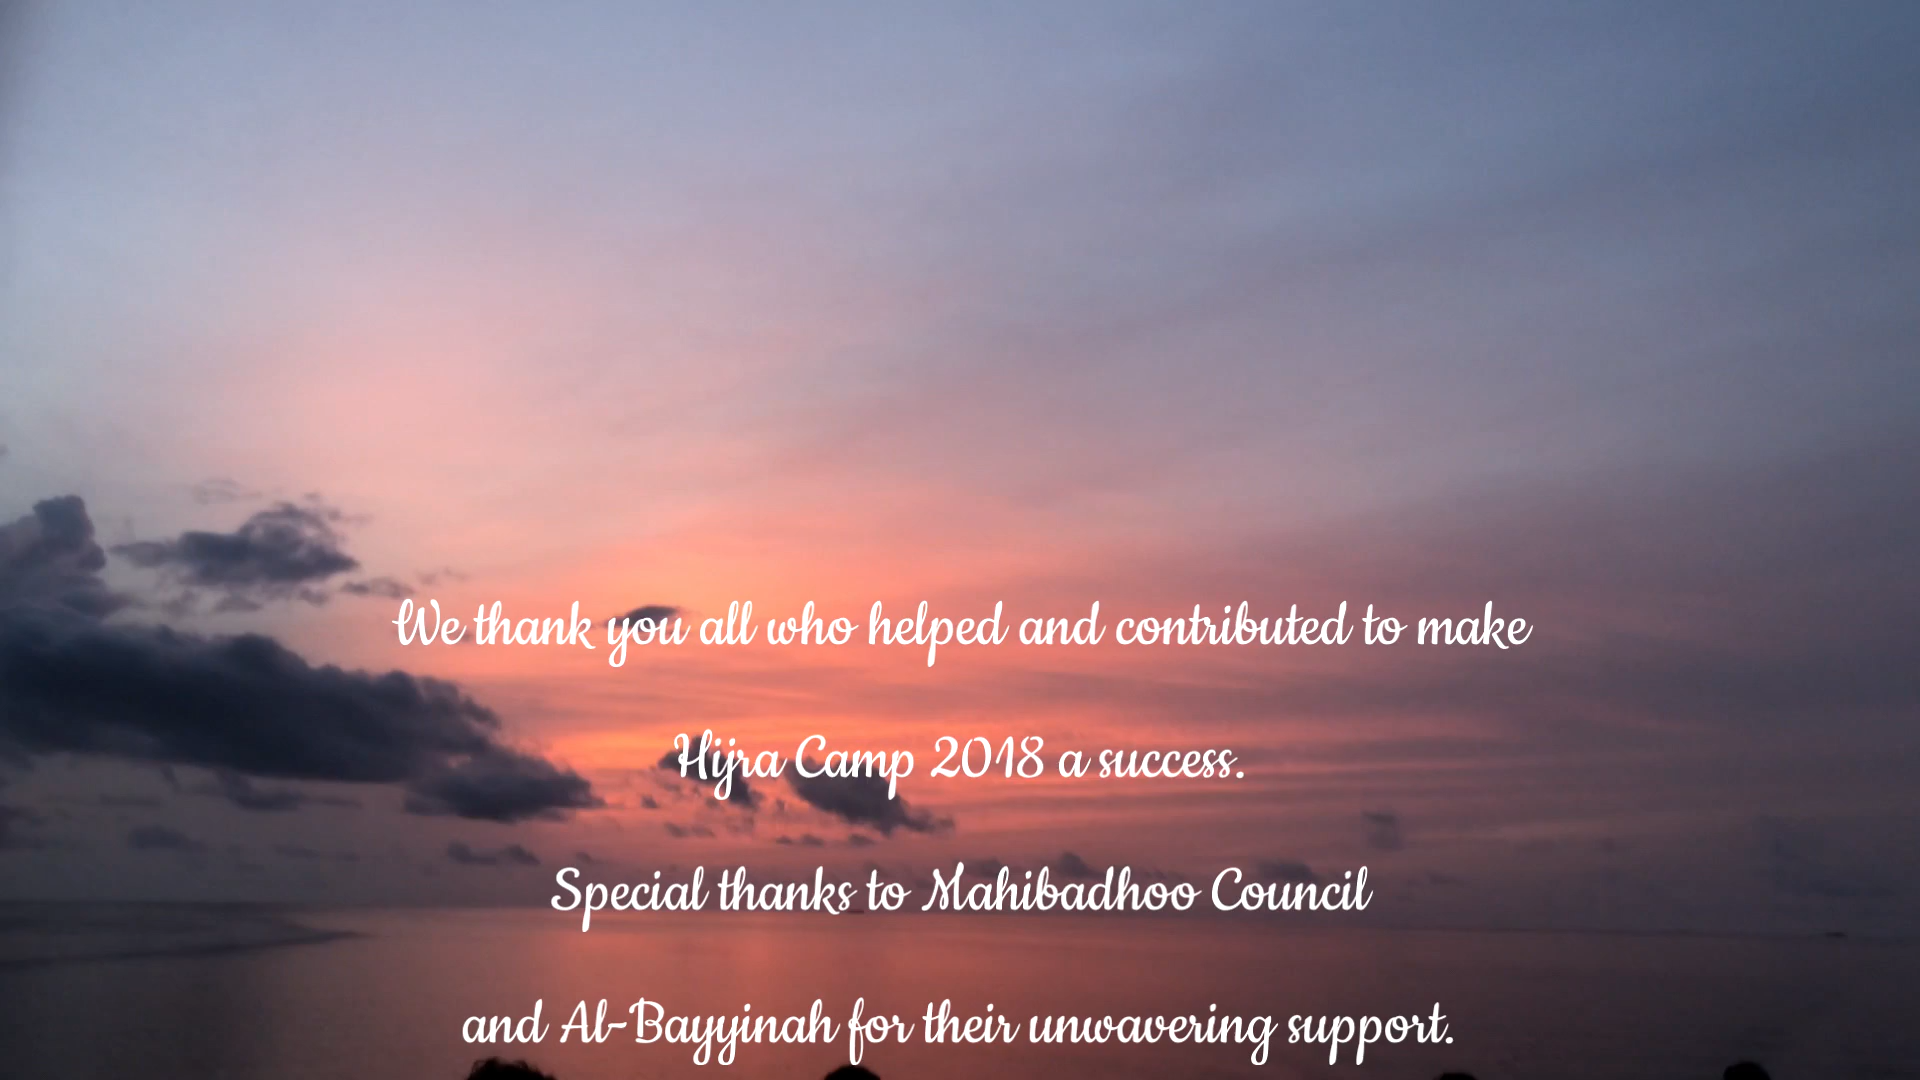 We thank you all who helped and contributed to make
Hijra Camp 2018 a success.
Special thanks to Mahibadhoo Council
and Al-Bayyinah for their unwavering support.